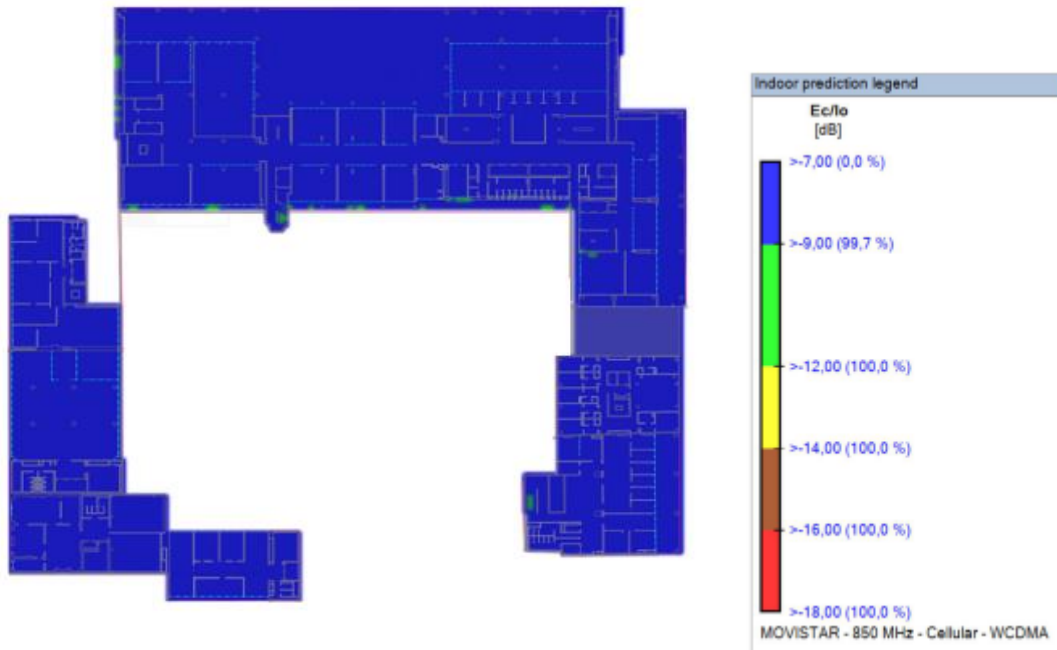 Indoor prediction legend
Ec/Io
[dB]
>-7,00 (0,0 %)
>-9,00 (99,7 %)
>-12,00 (100,0 %)
>-14,00 (100,0 %)
>-16,00 (100,0 %)
>-18,00 (100,0 %)
MOVISTAR - 850 MHz - Cellular - WCDMA